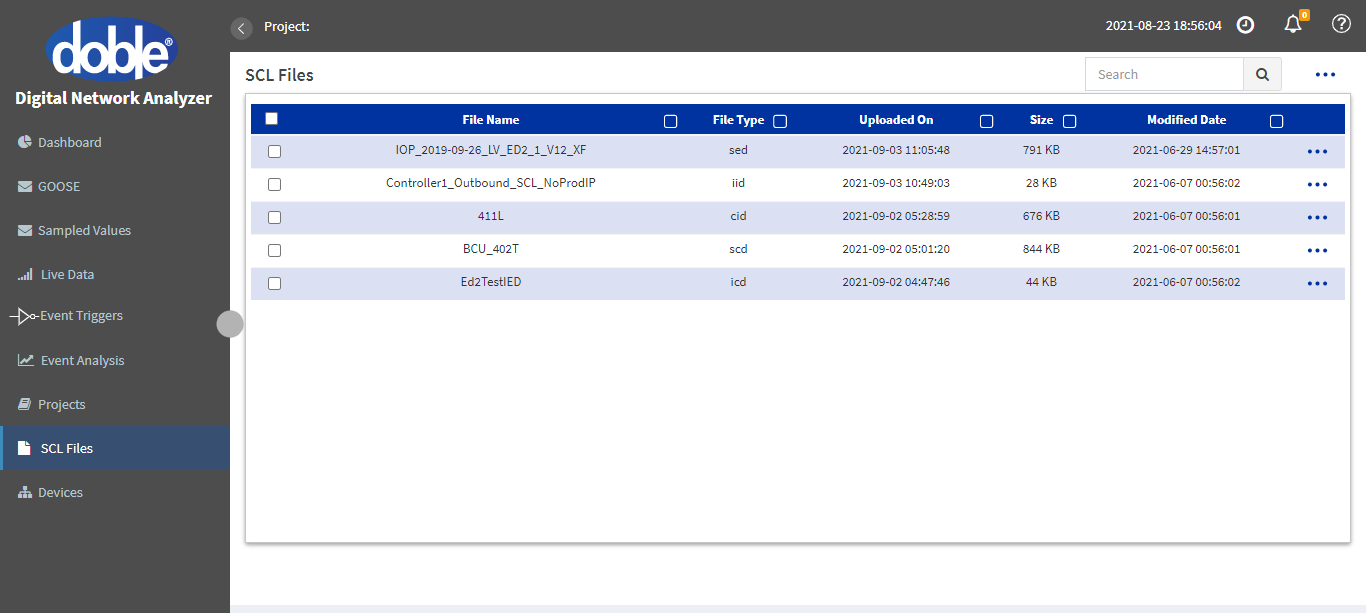 doble®
Digital Network Analyzer
Dashboard
GOOSE
Sampled Values
Live Data
Event Triggers
Event Analysis
Projects
SCL Files
Devices
Project:
2021-08-23 18:56:04
0
SCL Files
Search
File Name File Type Uploaded On Size Modified Date
IOP_2019-09-26_LV_ED2_1_V12_XF sed 2021-09-03 11:05:48 791 KB 2021-06-29 14:57:01
Controller1_Outbound_SCL_NoProdIP iid 2021-09-03 10:49:03 28 KB 2021-06-07 00:56:02
411L cid 2021-09-02 05:28:59 676 KB 2021-06-07 00:56:01
BCU_402T scd 2021-09-02 05:01:20 844 KB 2021-06-07 00:56:01
Ed2TestIED icd 2021-09-02 04:47:46 44 KB 2021-06-07 00:56:02